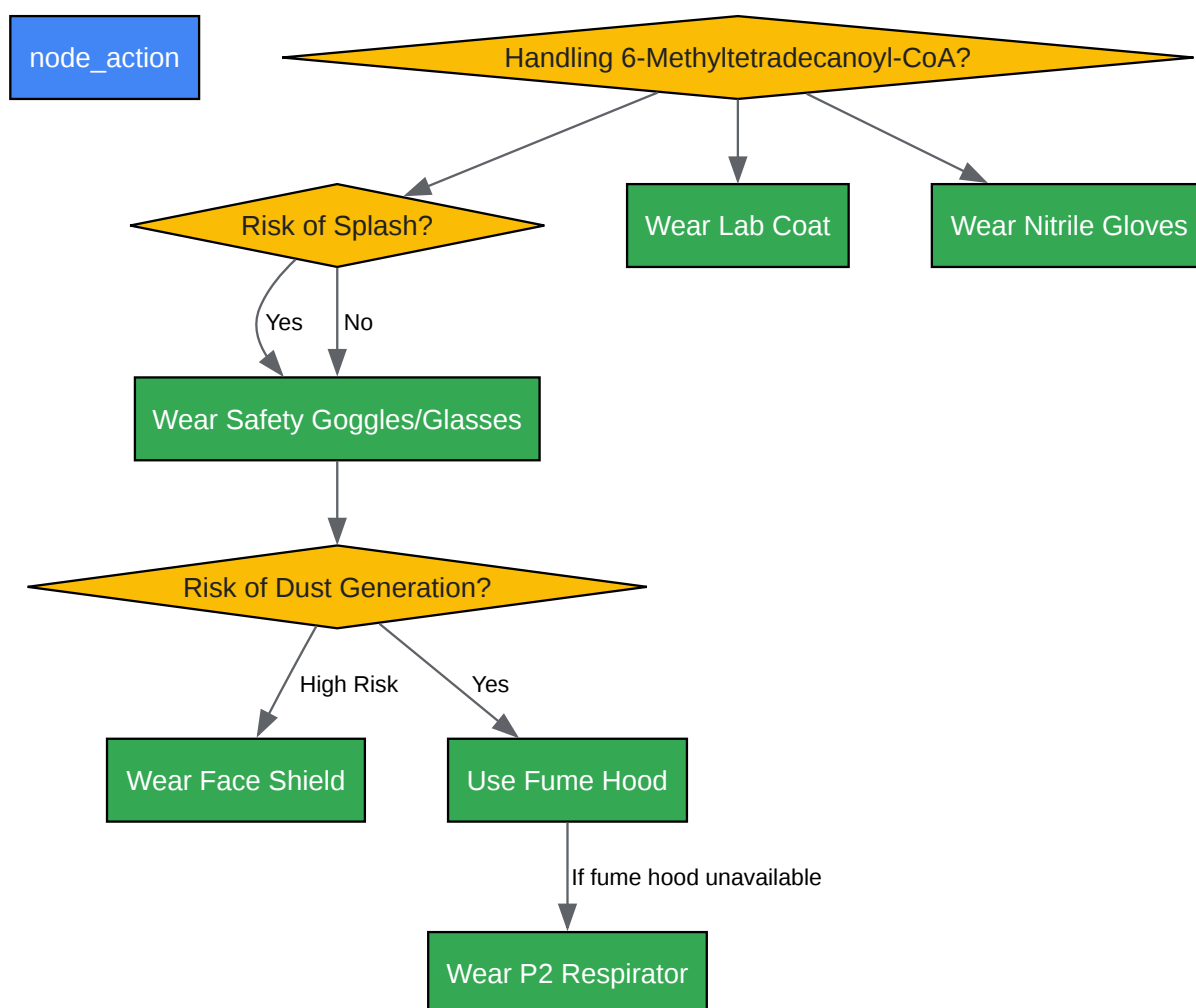 node_action
Handling 6-Methyltetradecanoyl-CoA?
Risk of Splash?
Wear Lab Coat
Wear Nitrile Gloves
Yes
No
Wear Safety Goggles/Glasses
Risk of Dust Generation?
High Risk
Yes
Wear Face Shield
Use Fume Hood
If fume hood unavailable
Wear P2 Respirator